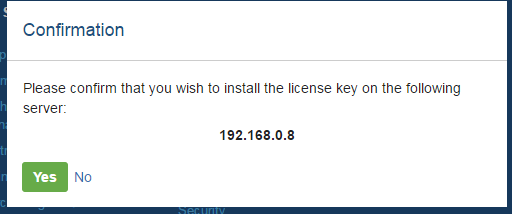 Confirmation
Please confirm that you wish to install the license key on the following
server:
192.168.0.8
Yes No
Security